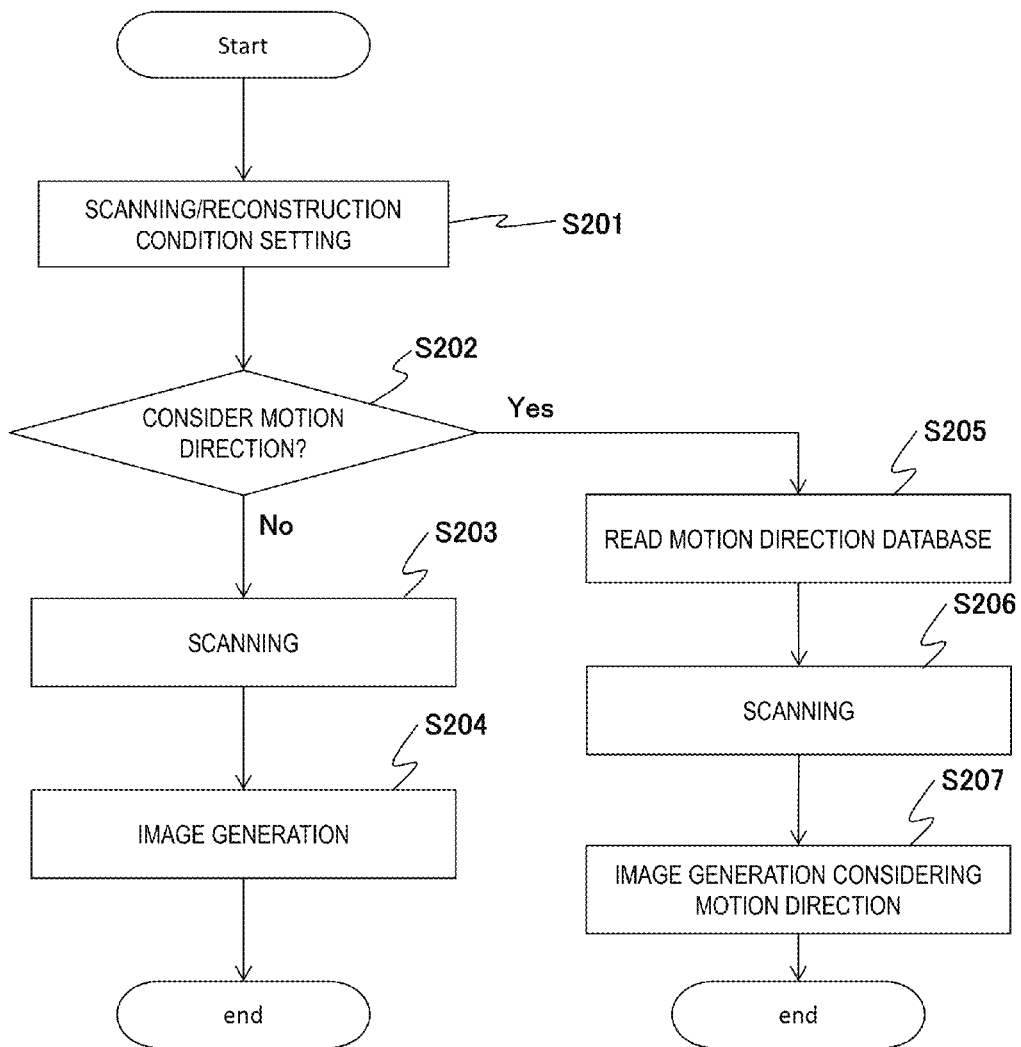 Start
SCANNING/RECONSTRUCTION
CONDITION SETTING
S201
S202
CONSIDER MOTION
DIRECTION?
Yes
No
S203
SCANNING
S204
IMAGE GENERATION
end
S205
READ MOTION DIRECTION DATABASE
S206
SCANNING
S207
IMAGE GENERATION CONSIDERING
MOTION DIRECTION
end